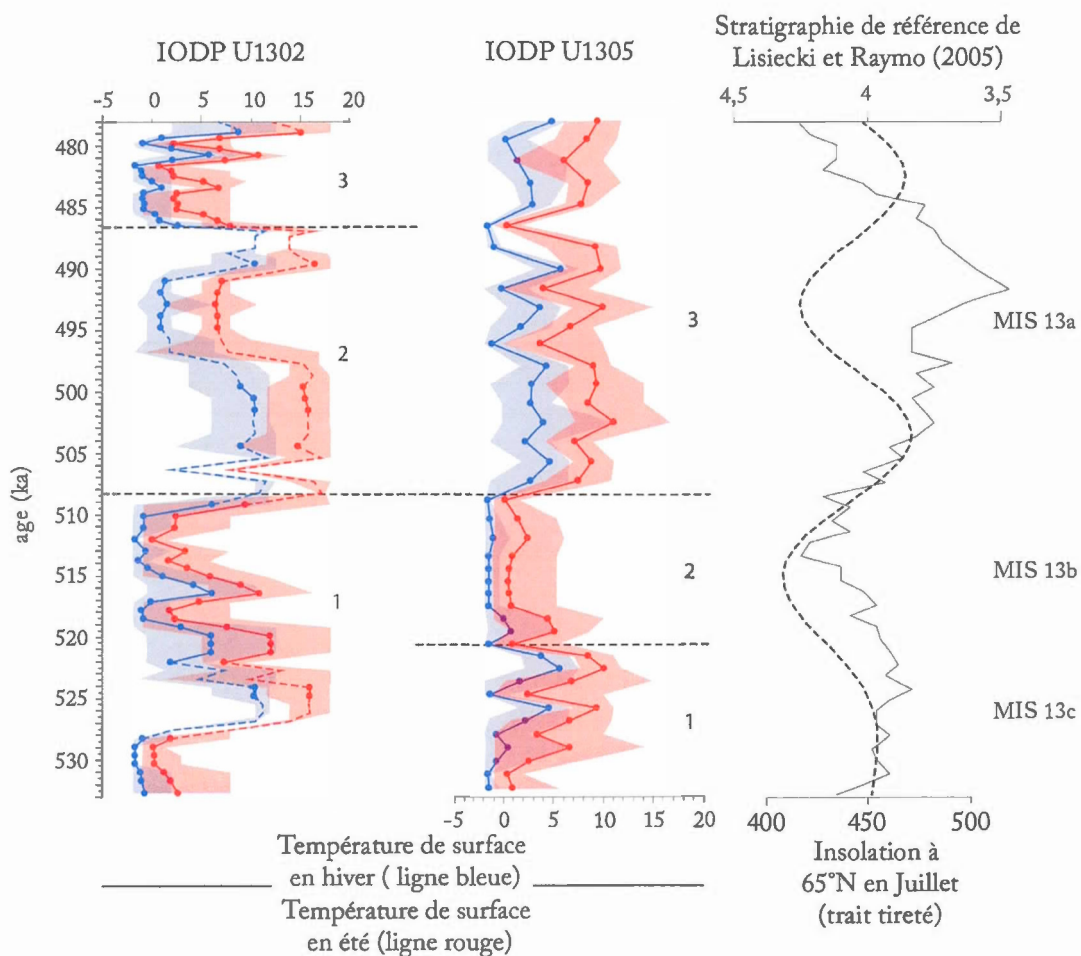 IODP U1302
IODP U1305
Stratigraphie de référence de
Lisiecki et Raymo (2005)
-5 0 5 10 15 20
4,5 4 3,5
age (ka)
480
485
490
495
500
505
510
515
520
525
530
3
2
1
3
2
1
MIS 13a
MIS 13b
MIS 13c
-5 0 5 10 15 20
400 450 500
Température de surface
en hiver ( ligne bleue)
Température de surface
en été (ligne rouge)
Insolation à
65°N en Juillet
(trait tireté)